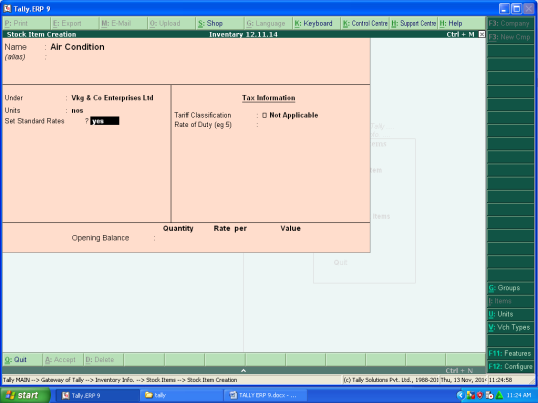 Tally.ERP 9
P: Print E: Export M: E-Mail O: Upload S: Shop G: Language K: Keyboard K: Control Centre H: Support Centre H: Help
F3: Company
Stock Item Creation Inventory 12.11.14 Ctrl + M
F3: New Cmp
Name : Air Condition
(alias) :
Under : Vkg & Co Enterprises Ltd
Units : nos
Set Standard Rates ? yes
Tax Information
Tariff Classification : Not Applicable
Rate of Duty (eg 5) :
Quantity Rate per Value
Opening Balance :
Quit
G: Groups
I: Items
U: Units
V: Vch Types
F11: Features
F12: Configure
Q: Quit A: Accept D: Delete
Ctrl + N
Tally MAIN --> Gateway of Tally --> Inventory Info. --> Stock Items --> Stock Item Creation (c) Tally Solutions Pvt. Ltd., 1988-201 Thu, 13 Nov, 201 11:24:58
start Tally.ERP 9 tally TALLY ERP 9.docx - ... 11:24 AM